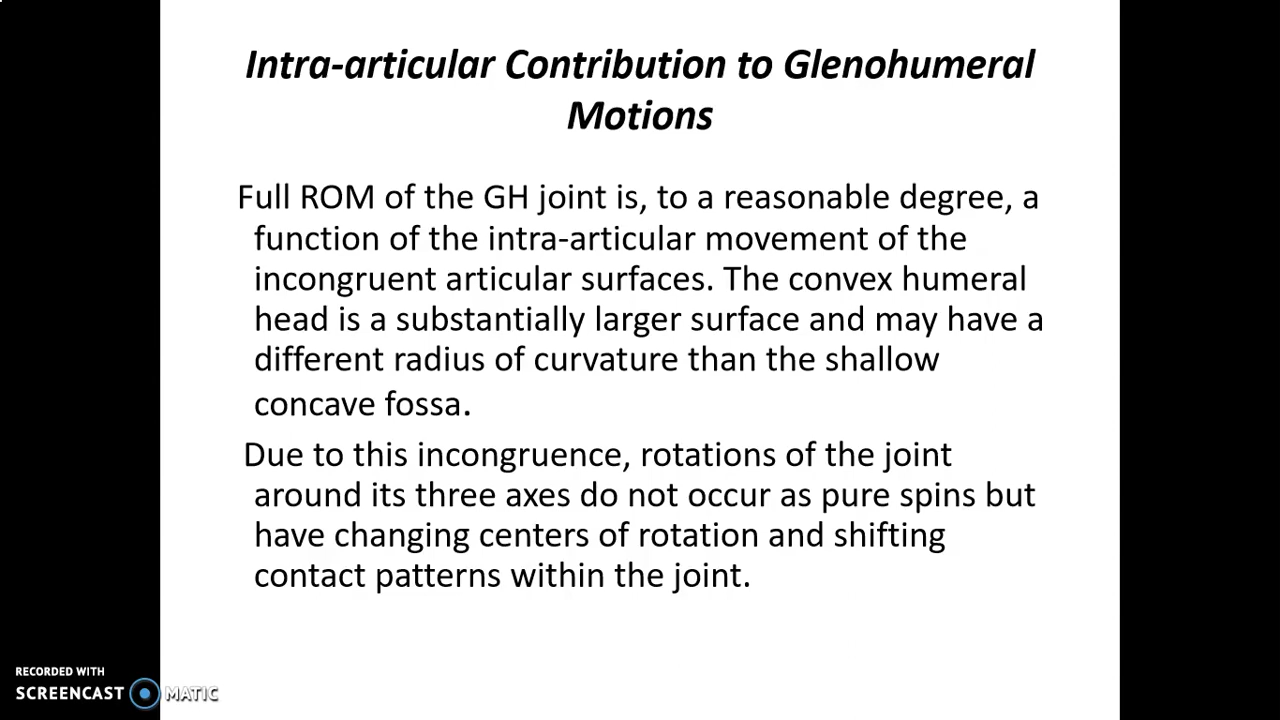 Intra-articular Contribution to Glenohumeral
Motions
Full ROM of the GH joint is, to a reasonable degree, a
function of the intra-articular movement of the
incongruent articular surfaces. The convex humeral
head is a substantially larger surface and may have a
different radius of curvature than the shallow
concave fossa.
Due to this incongruence, rotations of the joint
around its three axes do not occur as pure spins but
have changing centers of rotation and shifting
contact patterns within the joint.
RECORDED WITH
SCREENCAST MATIC